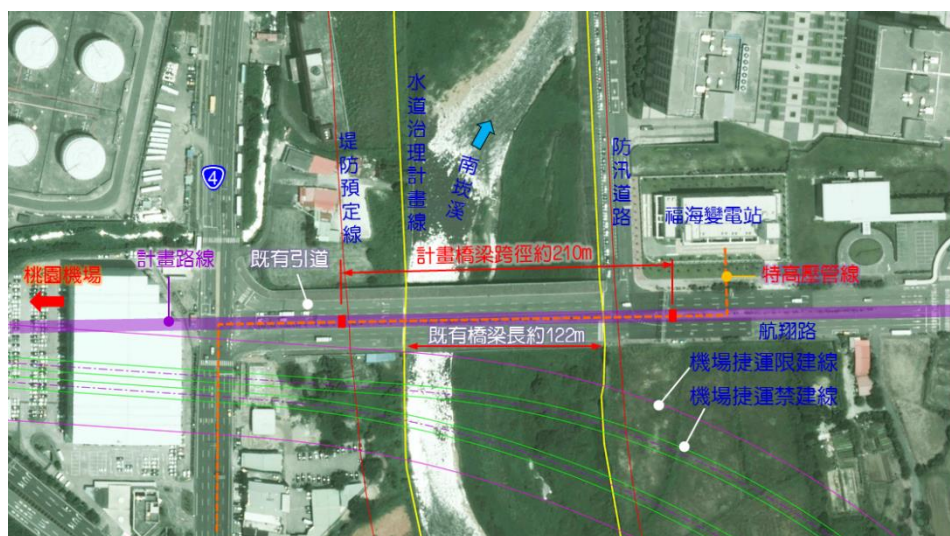 水道治理計畫線
堤防預定線
南崁溪
防汛道路
4
福海變電站
計畫路線
既有引道
計畫橋梁跨徑約210m
特高壓管線
桃園機場
既有橋梁長約122m
航翔路
機場捷運限建線
機場捷運禁建線